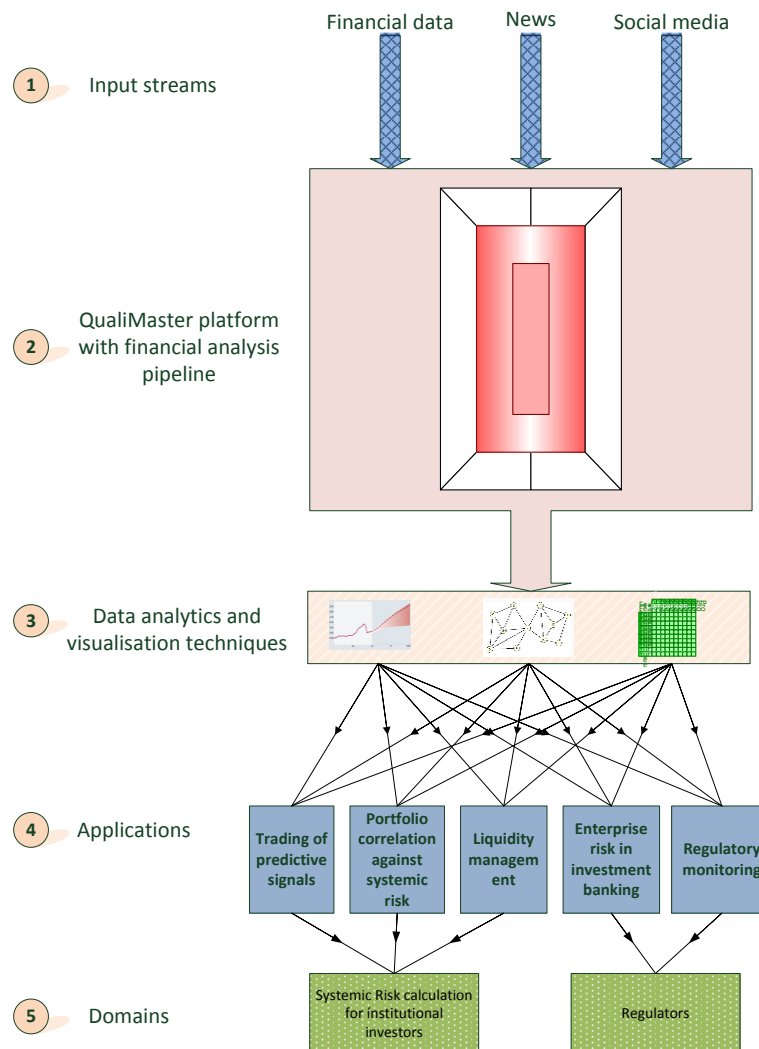 Financial data
News
Social media
1
Input streams
2
QualiMaster platform
with financial analysis
pipeline
3
Data analytics and
visualisation techniques
4
Applications
Trading of
predictive
signals
Portfolio
correlation
against
systemic
risk
Liquidity
managem
ent
Enterprise
risk in
investment
banking
Regulatory
monitoring
5
Domains
Systemic Risk calculation
for institutional
investors
Regulators